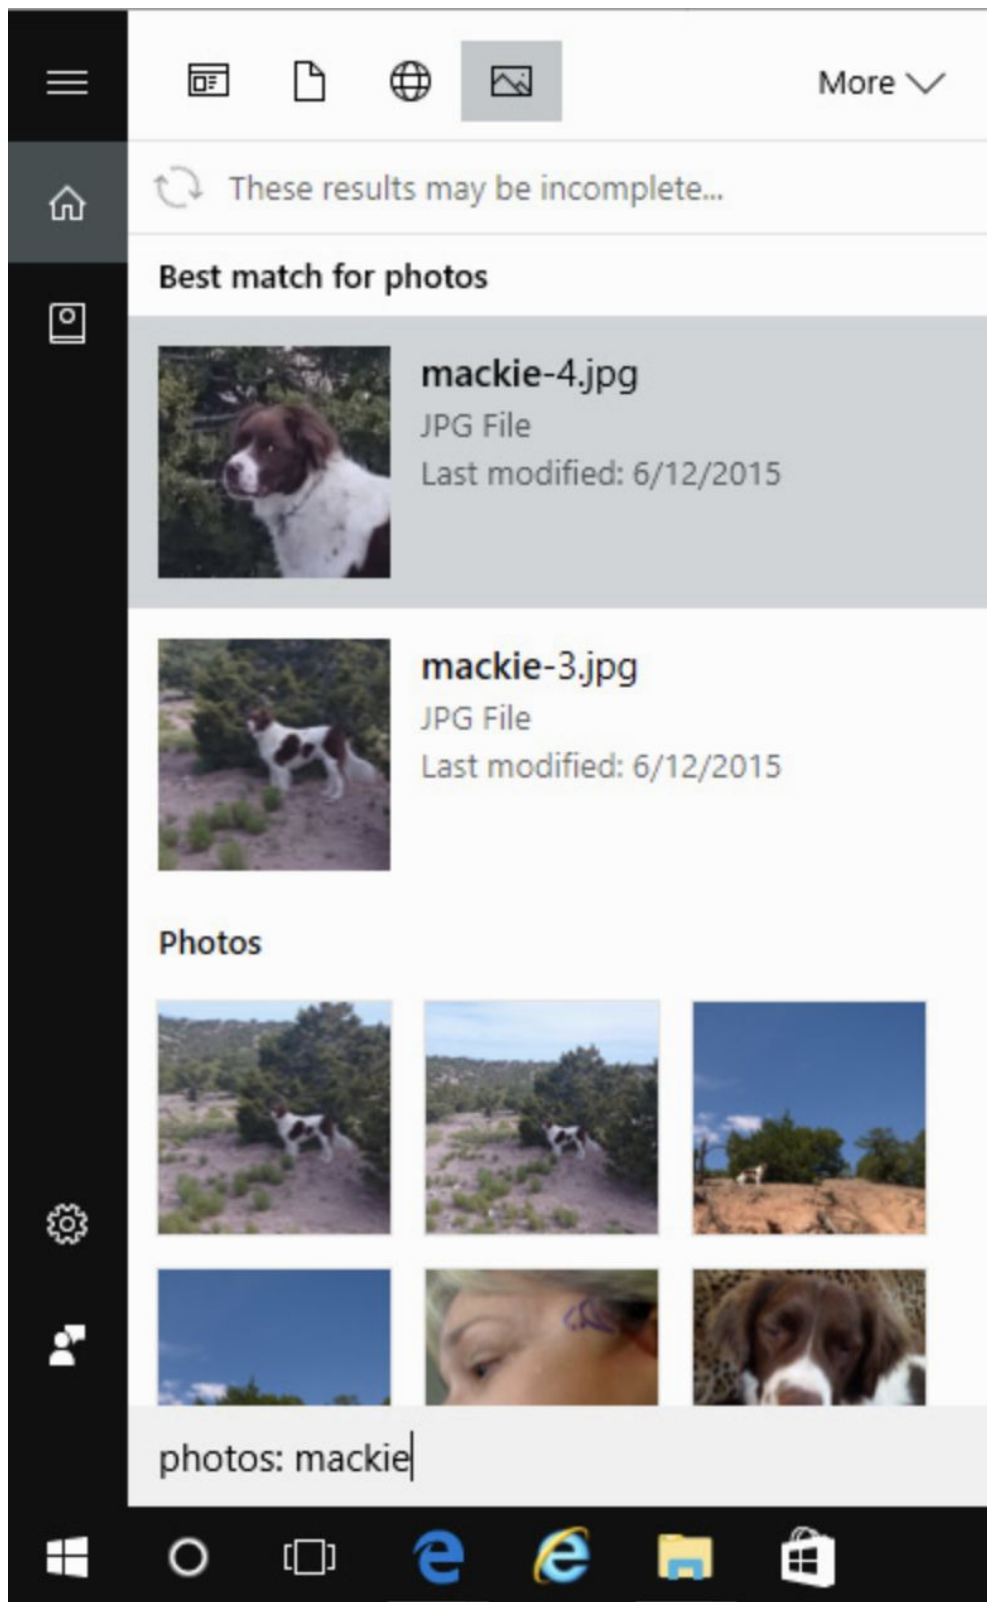 More
These results may be incomplete...
Best match for photos
mackie-4.jpg
JPG File
Last modified: 6/12/2015
mackie-3.jpg
JPG File
Last modified: 6/12/2015
Photos
photos: mackie